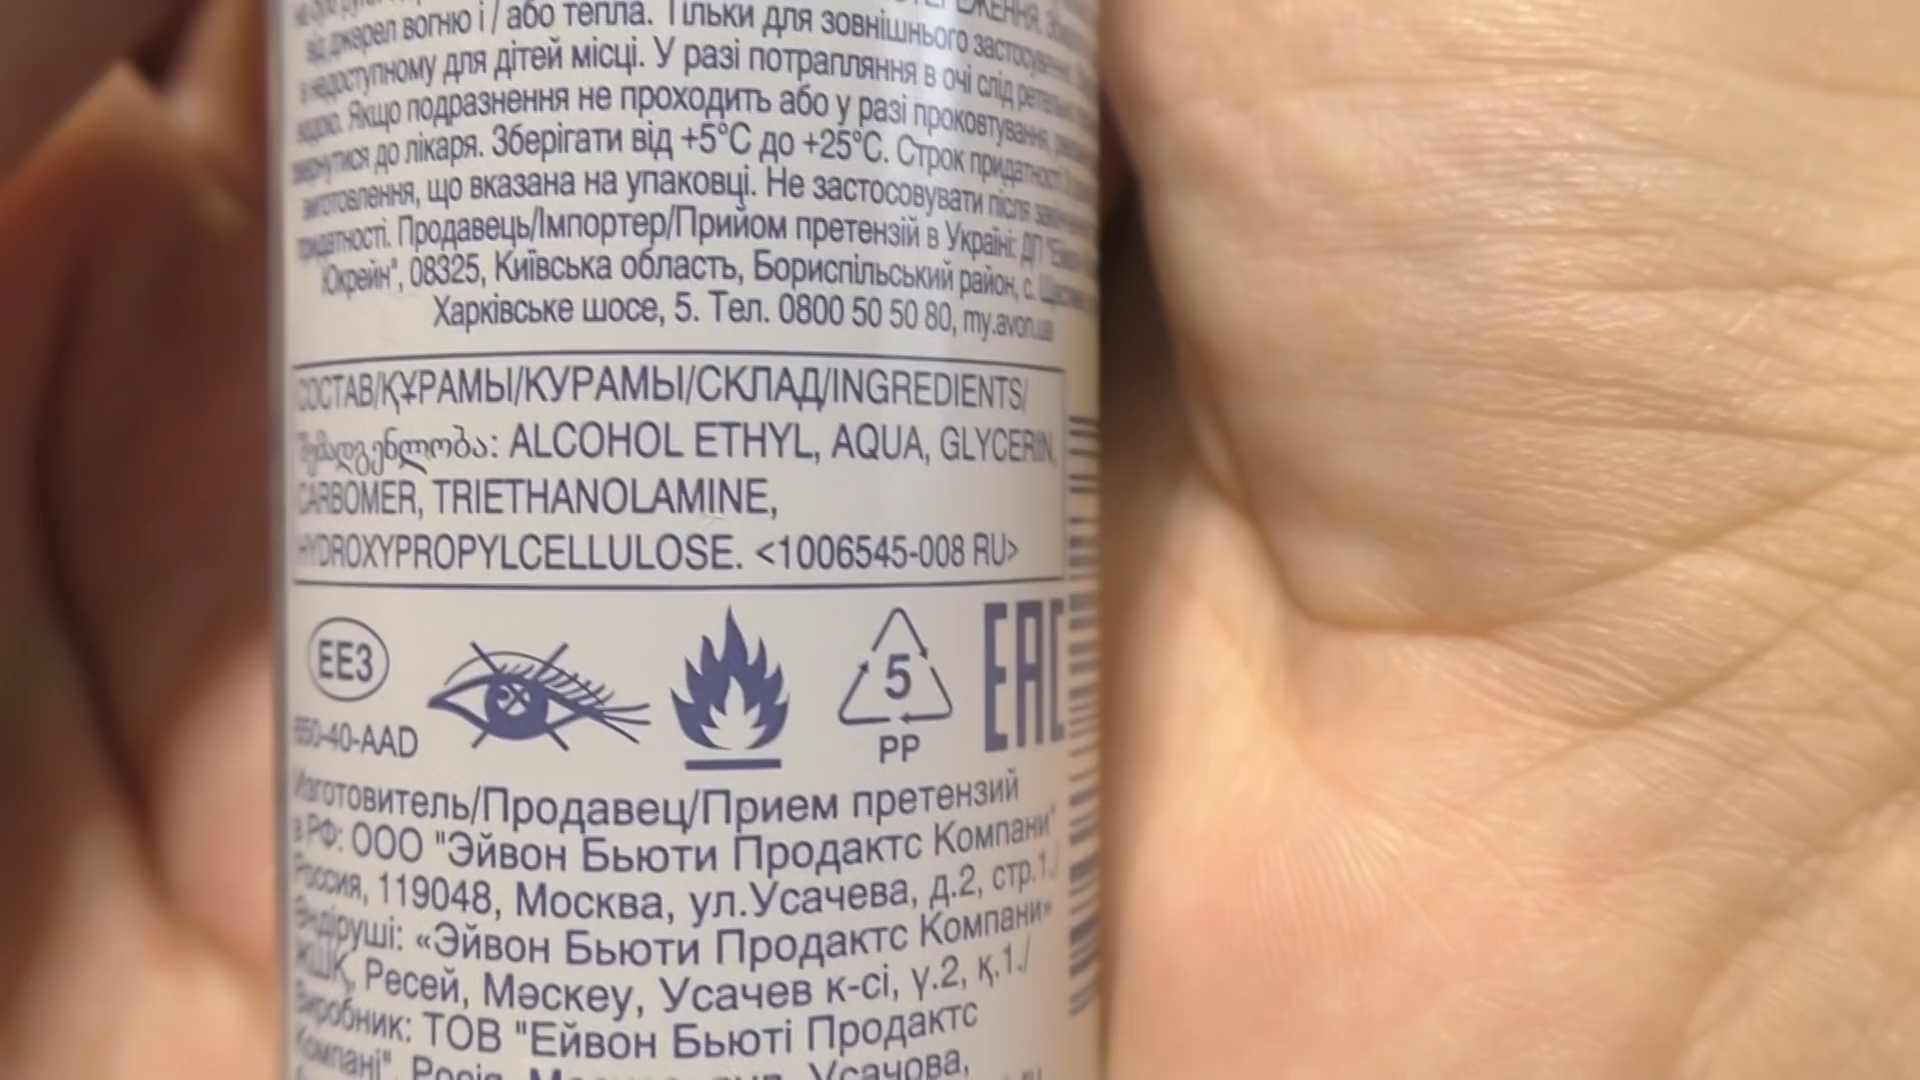 від джерел вогню і / або тепла. Тільки для зовнішнього застосування.
в недоступному для дітей місці. У разі потрапляння в очі слід ретельно
водою. Якщо подразнення не проходить або у разі проковтування,
звернутися до лікаря. Зберігати від +5°C до +25°C. Строк придатності
виготовлення, що вказана на упаковці. Не застосовувати після
придатності. Продавець/Імпортер/Прийом претензій в Україні: ДП
Юкрейн", 08325, Київська область, Бориспільський район, с.
Харківське шосе, 5. Тел. 0800 50 50 80, my.avon.ua
СОСТАВ/ҚҰРАМЫ/КУРАМЫ/СКЛАД/INGREDIENTS/
შემადგენლობა: ALCOHOL ETHYL, AQUA, GLYCERIN,
CARBOMER, TRIETHANOLAMINE,
HYDROXYPROPYLCELLULOSE. <1006545-008 RU>
EE3
650-40-AAD
5
PP
EAC
Изготовитель/Продавец/Прием претензий
в РФ: ООО "Эйвон Бьюти Продактс Компани"
Россия, 119048, Москва, ул.Усачева, д.2, стр.1./
Өндіруші: «Эйвон Бьюти Продактс Компани»
ЖШҚ, Ресей, Мәскеу, Усачев к-сі, ү.2, қ.1./
Виробник: ТОВ "Ейвон Бьюті Продактс
Компані", Росія, Москва, вул. Усачова,